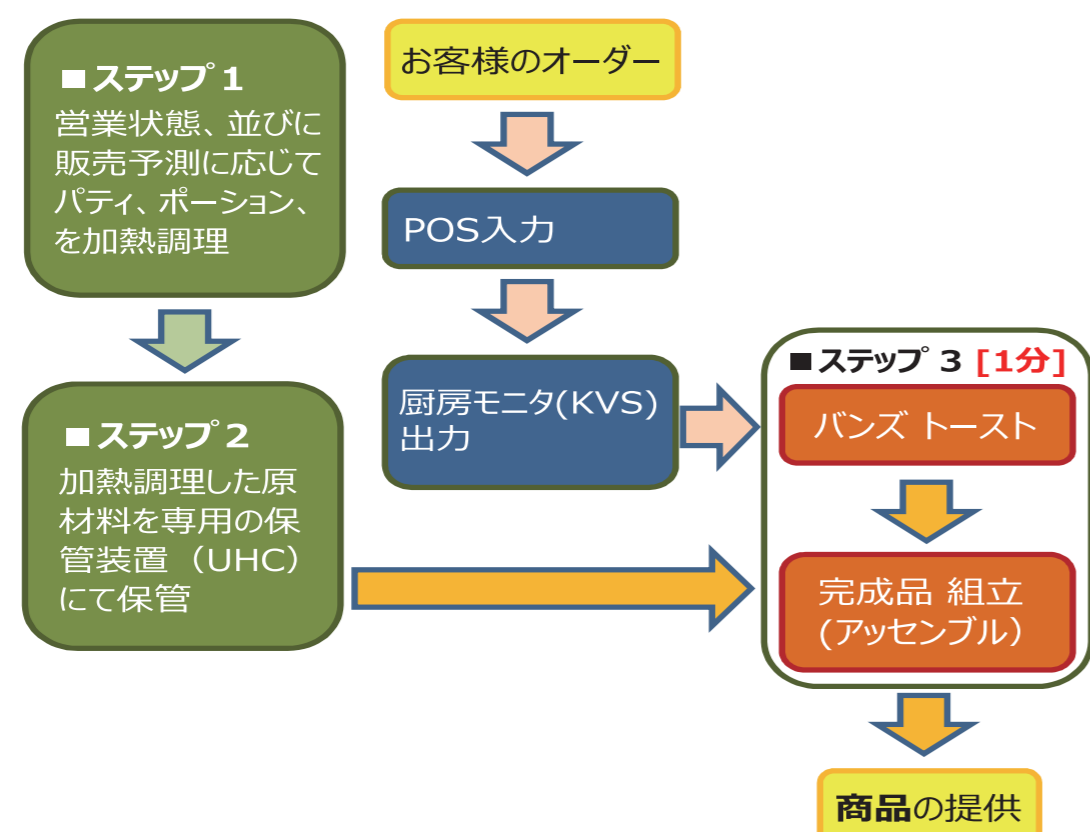 ■ ステップ 1
営業状態、並びに
販売予測に応じて
パティ、ポーション、
を加熱調理
■ ステップ 2
加熱調理した原
材料を専用の保
管装置（UHC）
にて保管
お客様のオーダー
POS入力
厨房モニタ(KVS)
出力
■ ステップ 3 [1分]
バンズ トースト
完成品 組立
(アッセンブル）
商品の提供